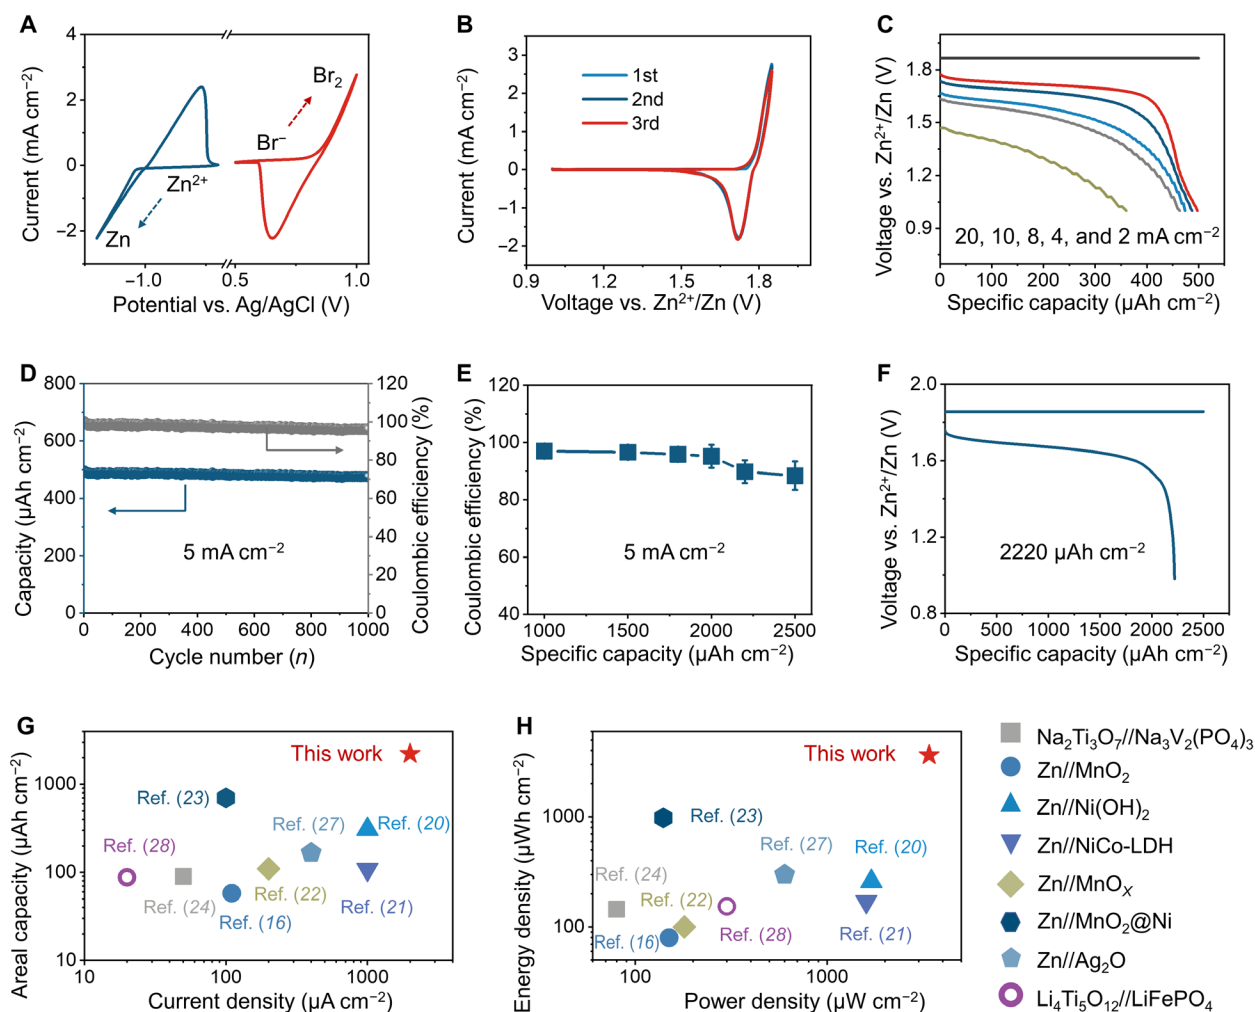 A
Current (mA cm⁻²)
4
2
0
−2
Br₂
Br⁻
Zn²⁺
Zn
−1.0
0.5
1.0
Potential vs. Ag/AgCl (V)
B
Current (mA cm⁻²)
3
2
1
0
−1
−2
1st
2nd
3rd
0.9
1.2
1.5
1.8
Voltage vs. Zn²⁺/Zn (V)
C
Voltage vs. Zn²⁺/Zn (V)
1.8
1.5
1.2
0.9
20, 10, 8, 4, and 2 mA cm⁻²
0 100 200 300 400 500
Specific capacity (µAh cm⁻²)
D
Capacity (µAh cm⁻²)
800
600
400
200
0
120
100
80
60
40
20
0
Coulombic efficiency (%)
5 mA cm⁻²
0 200 400 600 800 1000
Cycle number (n)
E
Coulombic efficiency (%)
120
100
80
60
40
5 mA cm⁻²
1000 1500 2000 2500
Specific capacity (µAh cm⁻²)
F
Voltage vs. Zn²⁺/Zn (V)
2.0
1.6
1.2
0.8
2220 µAh cm⁻²
0 500 1000 1500 2000 2500
Specific capacity (µAh cm⁻²)
G
Areal capacity (µAh cm⁻²)
1000
100
10
This work
Ref. (23)
Ref. (27)
Ref. (20)
Ref. (28)
Ref. (22)
Ref. (24)
Ref. (21)
Ref. (16)
10 100 1000
Current density (µA cm⁻²)
H
Energy density (µWh cm⁻²)
1000
100
This work
Ref. (23)
Ref. (27)
Ref. (20)
Ref. (24)
Ref. (22)
Ref. (28)
Ref. (21)
Ref. (16)
100 1000
Power density (µW cm⁻²)
Na₂Ti₃O₇//Na₃V₂(PO₄)₃
Zn//MnO₂
Zn//Ni(OH)₂
Zn//NiCo-LDH
Zn//MnOₓ
Zn//MnO₂@Ni
Zn//Ag₂O
Li₄Ti₅O₁₂//LiFePO₄